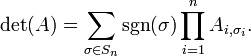 det(A) = ∑_{σ∈S_n} sgn(σ) ∏_{i=1}^{n} A_{i,σ_i}.